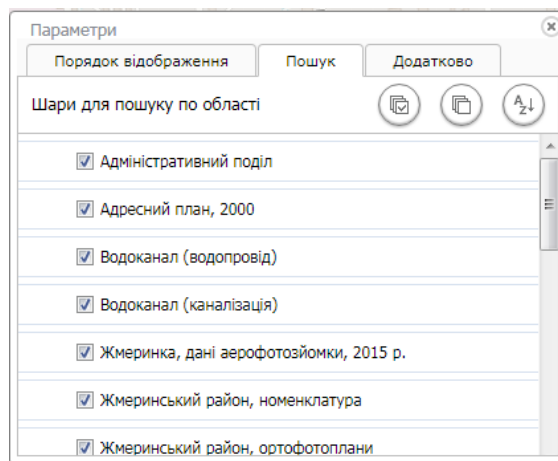 Параметри
Порядок відображення Пошук Додатково
Шари для пошуку по області
Адміністративний поділ
Адресний план, 2000
Водоканал (водопровід)
Водоканал (каналізація)
Жмеринка, дані аерофотозйомки, 2015 р.
Жмеринський район, номенклатура
Жмеринський район, ортофотоплани